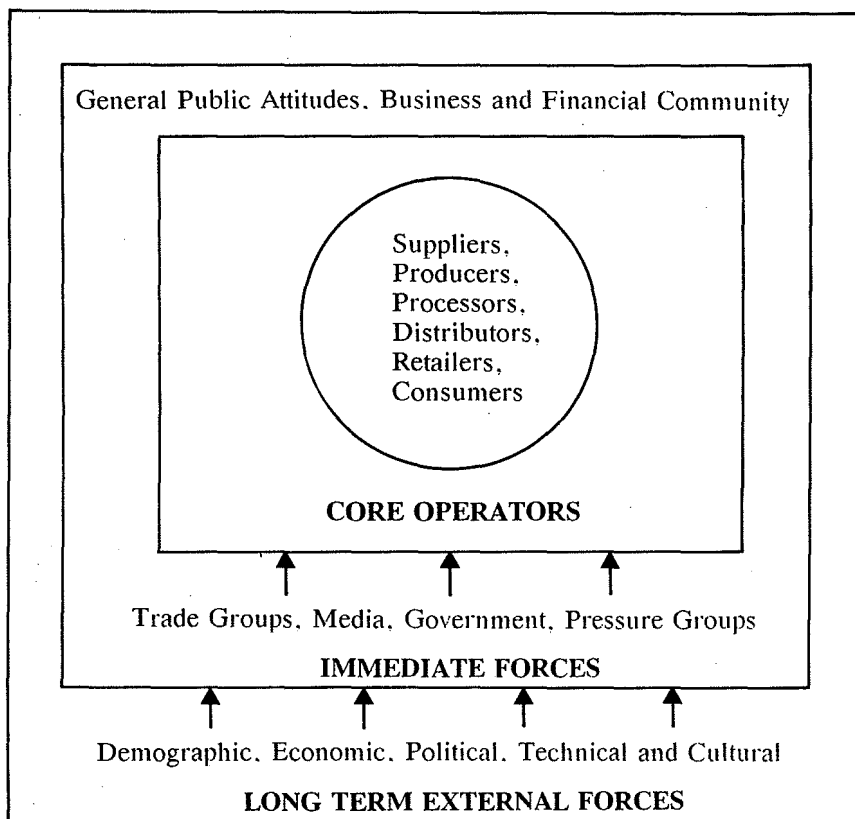 General Public Attitudes, Business and Financial Community
Suppliers,
Producers,
Processors,
Distributors,
Retailers,
Consumers
CORE OPERATORS
Trade Groups, Media, Government, Pressure Groups
IMMEDIATE FORCES
Demographic, Economic, Political, Technical and Cultural
LONG TERM EXTERNAL FORCES